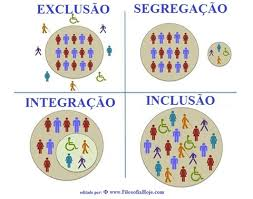 EXCLUSÃO
SEGREGAÇÃO
INTEGRAÇÃO
INCLUSÃO
editado por: Φ www.FilosofiaHoje.com